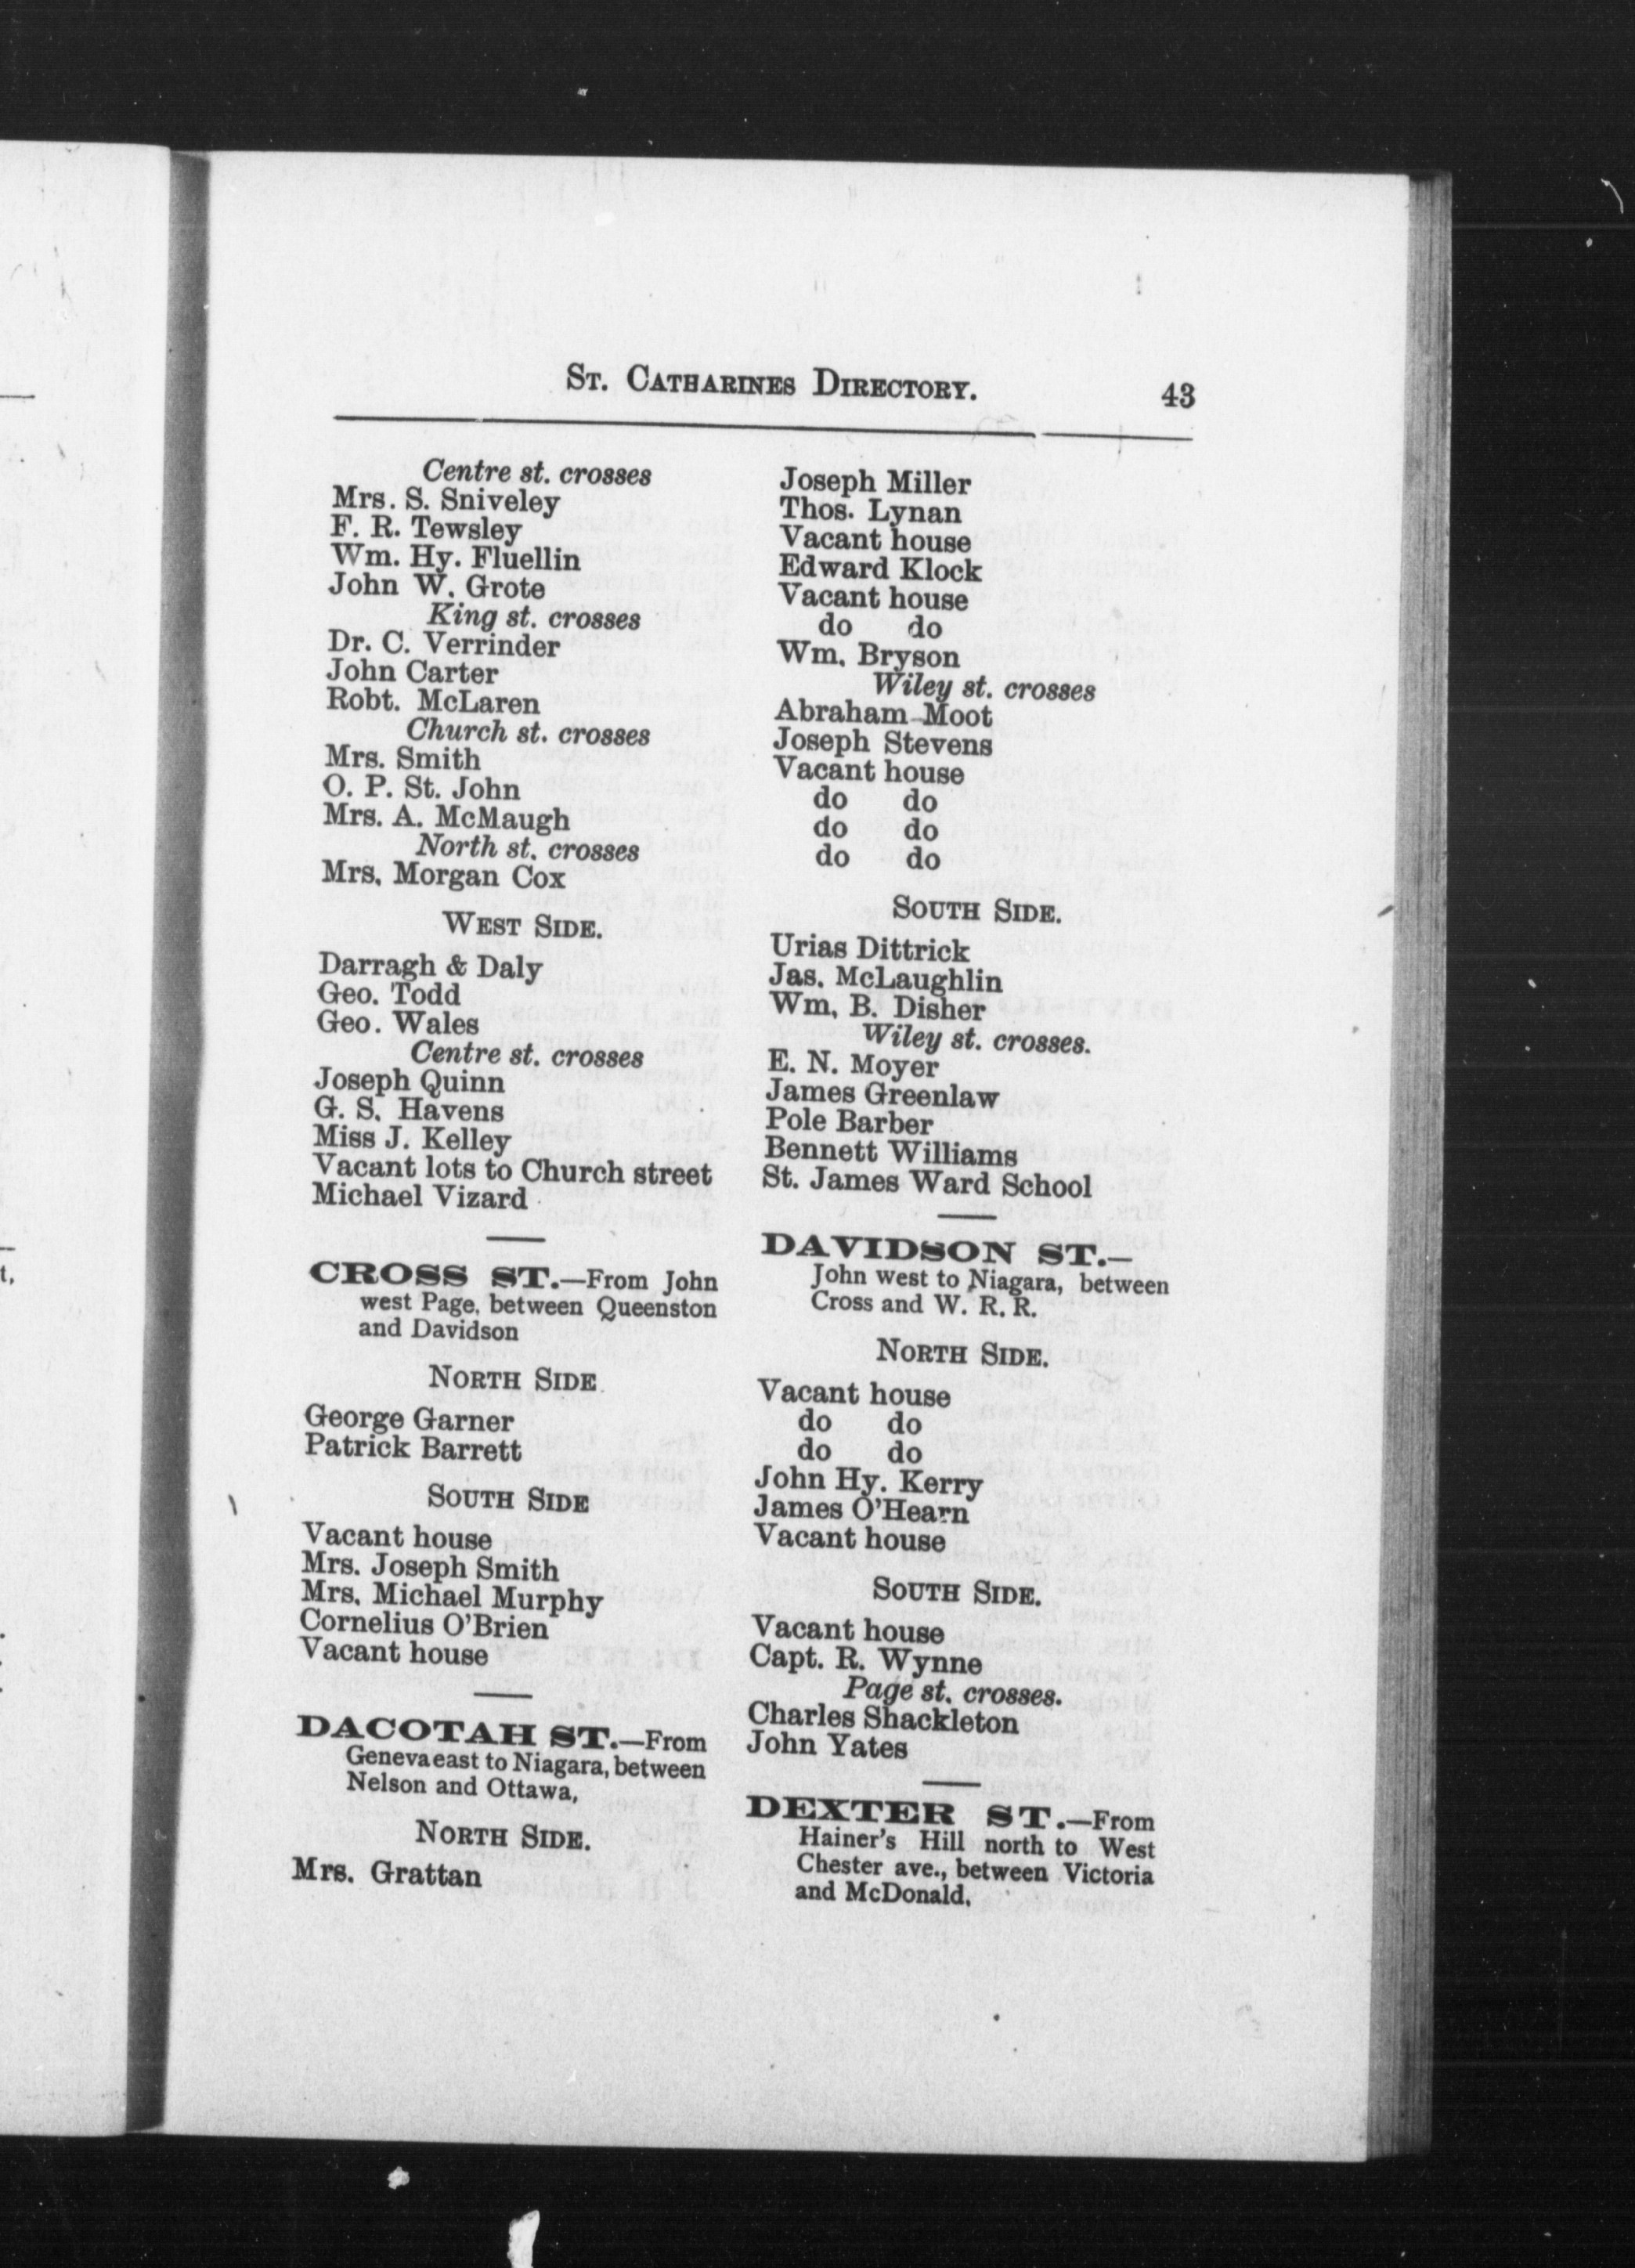 St. Catharines Directory. 43
Centre st. crosses
Mrs. S. Sniveley
F. R. Tewsley
Wm. Hy. Fluellin
John W. Grote
King st. crosses
Dr. C. Verrinder
John Carter
Robt. McLaren
Church st. crosses
Mrs. Smith
O. P. St. John
Mrs. A. McMaugh
North st. crosses
Mrs. Morgan Cox
West Side.
Darragh & Daly
Geo. Todd
Geo. Wales
Centre st. crosses
Joseph Quinn
G. S. Havens
Miss J. Kelley
Vacant lots to Church street
Michael Vizard
CROSS ST.—From John
west Page, between Queenston
and Davidson
North Side
George Garner
Patrick Barrett
South Side
Vacant house
Mrs. Joseph Smith
Mrs. Michael Murphy
Cornelius O'Brien
Vacant house
DACOTAH ST.—From
Geneva east to Niagara, between
Nelson and Ottawa,
North Side.
Mrs. Grattan
Joseph Miller
Thos. Lynan
Vacant house
Edward Klock
Vacant house
do do
Wm. Bryson
Wiley st. crosses
Abraham Moot
Joseph Stevens
Vacant house
do do
do do
do do
South Side.
Urias Dittrick
Jas. McLaughlin
Wm. B. Disher
Wiley st. crosses.
E. N. Moyer
James Greenlaw
Pole Barber
Bennett Williams
St. James Ward School
DAVIDSON ST.—
John west to Niagara, between
Cross and W. R. R.
North Side.
Vacant house
do do
do do
John Hy. Kerry
James O'Hearn
Vacant house
South Side.
Vacant house
Capt. R. Wynne
Page st. crosses.
Charles Shackleton
John Yates
DEXTER ST.—From
Hainer's Hill north to West
Chester ave., between Victoria
and McDonald.